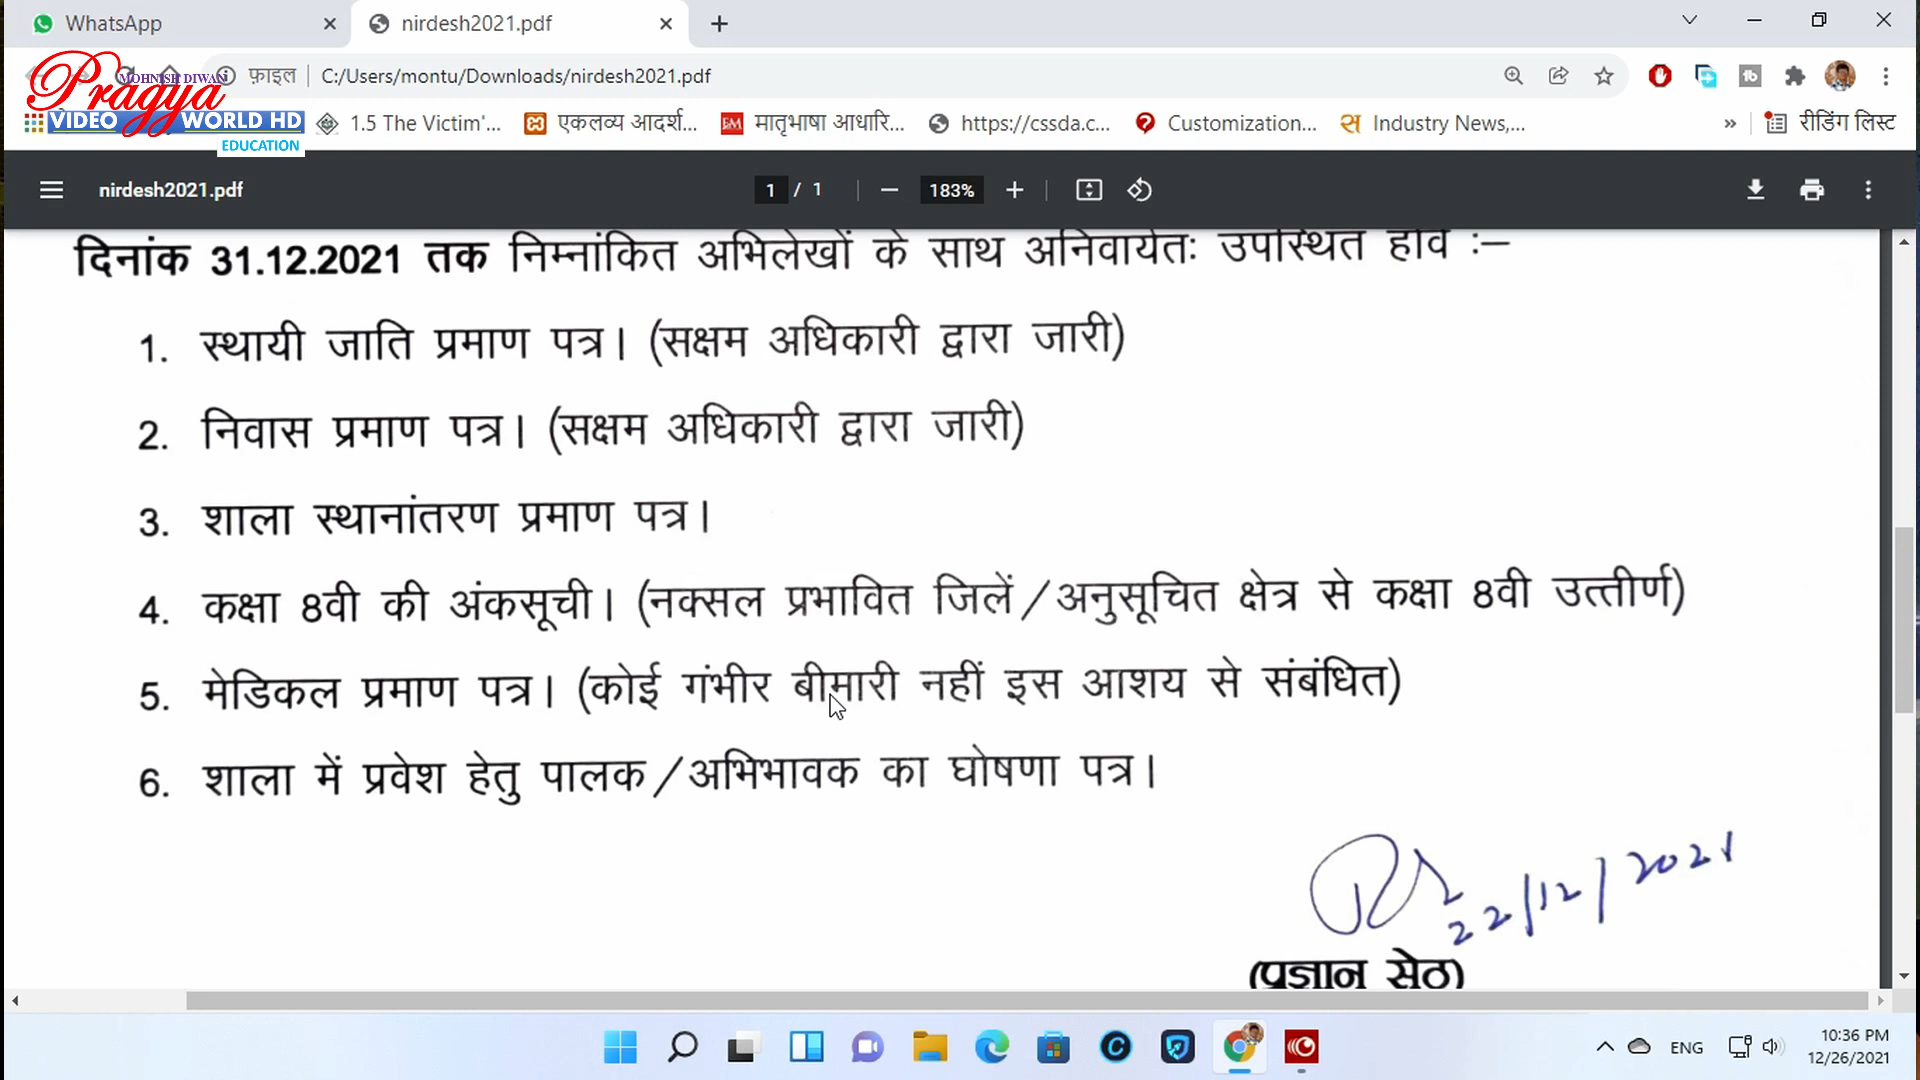 WhatsApp
nirdesh2021.pdf
फ़ाइल
C:/Users/montu/Downloads/nirdesh2021.pdf
MOHNISH DIWAN
Pragya
VIDEO WORLD HD
EDUCATION
1.5 The Victim'...
एकलव्य आदर्श...
मातृभाषा आधारि...
https://cssda.c...
Customization...
Industry News,...
»
रीडिंग लिस्ट
nirdesh2021.pdf
1 / 1
183%
दिनांक 31.12.2021 तक निम्नांकित अभिलेखों के साथ अनिवार्यतः उपस्थित होवें :–
1. स्थायी जाति प्रमाण पत्र। (सक्षम अधिकारी द्वारा जारी)
2. निवास प्रमाण पत्र। (सक्षम अधिकारी द्वारा जारी)
3. शाला स्थानांतरण प्रमाण पत्र।
4. कक्षा 8वी की अंकसूची। (नक्सल प्रभावित जिलें/अनुसूचित क्षेत्र से कक्षा 8वी उत्तीर्ण)
5. मेडिकल प्रमाण पत्र। (कोई गंभीर बीमारी नहीं इस आशय से संबंधित)
6. शाला में प्रवेश हेतु पालक/अभिभावक का घोषणा पत्र।
22/12/2021
(प्रज्ञान सेठ)
ENG
10:36 PM
12/26/2021